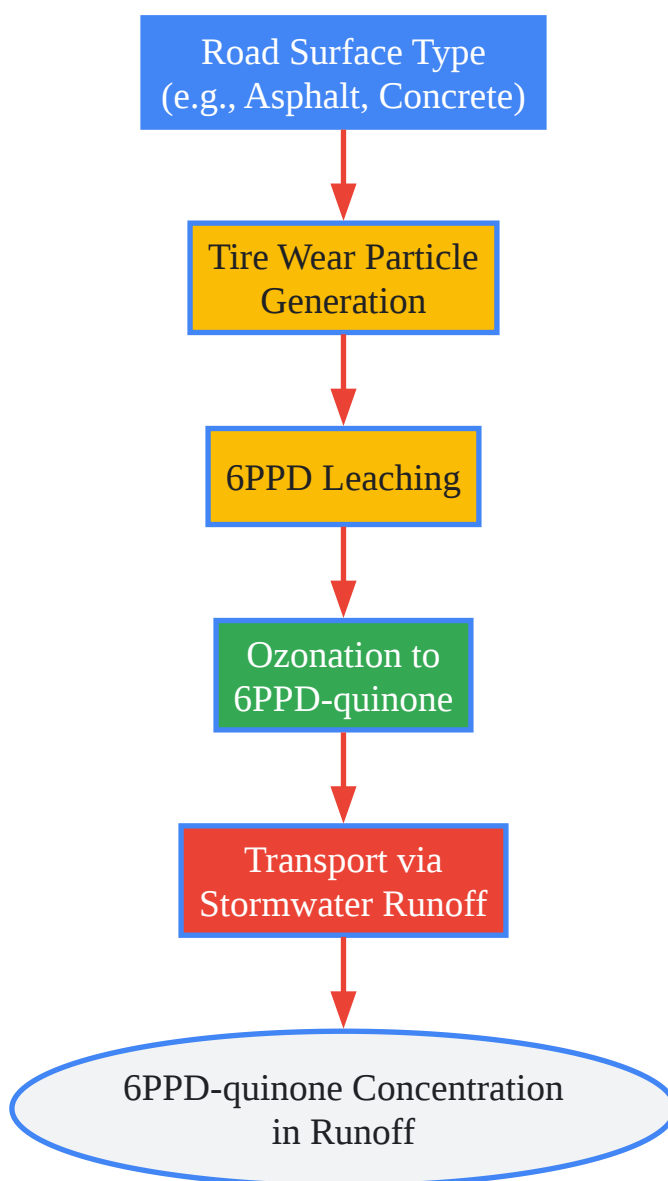 Road Surface Type
(e.g., Asphalt, Concrete)
Tire Wear Particle
Generation
6PPD Leaching
Ozonation to
6PPD-quinone
Transport via
Stormwater Runoff
6PPD-quinone Concentration
in Runoff